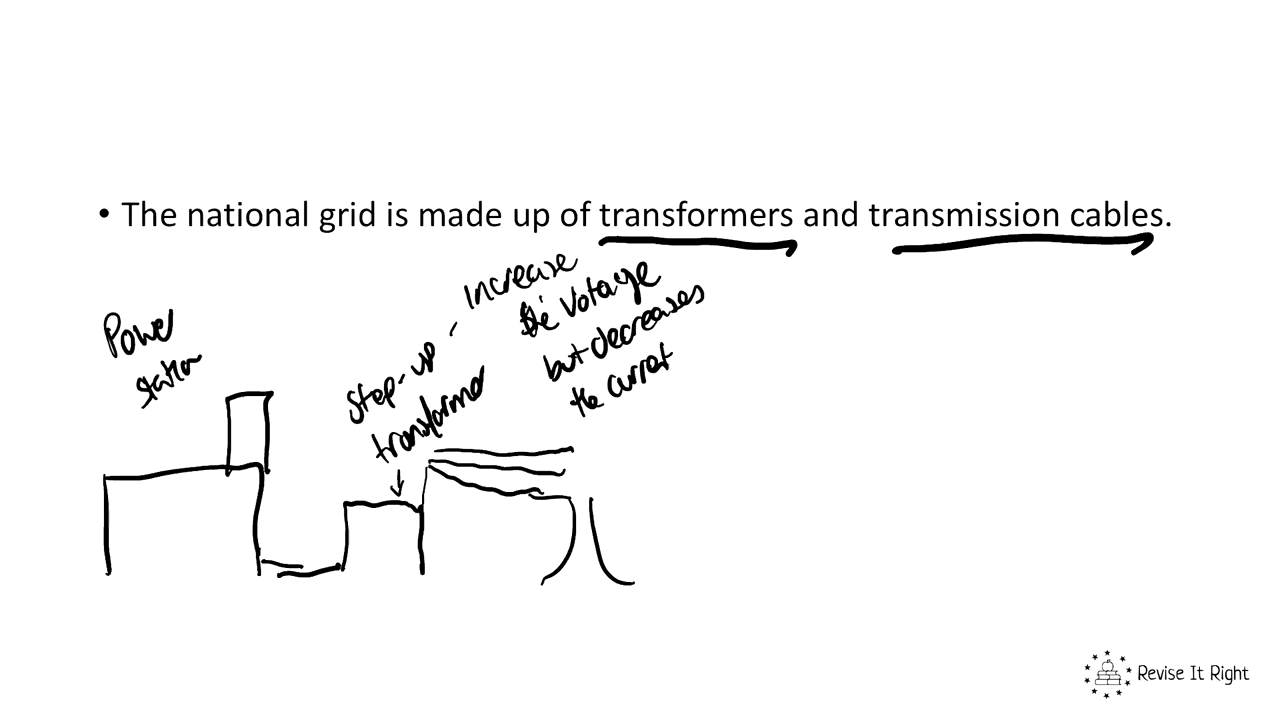 • The national grid is made up of transformers and transmission cables.
Power
station
step-up
transformer
- increase
the Votage
but decreases
the current
Revise It Right